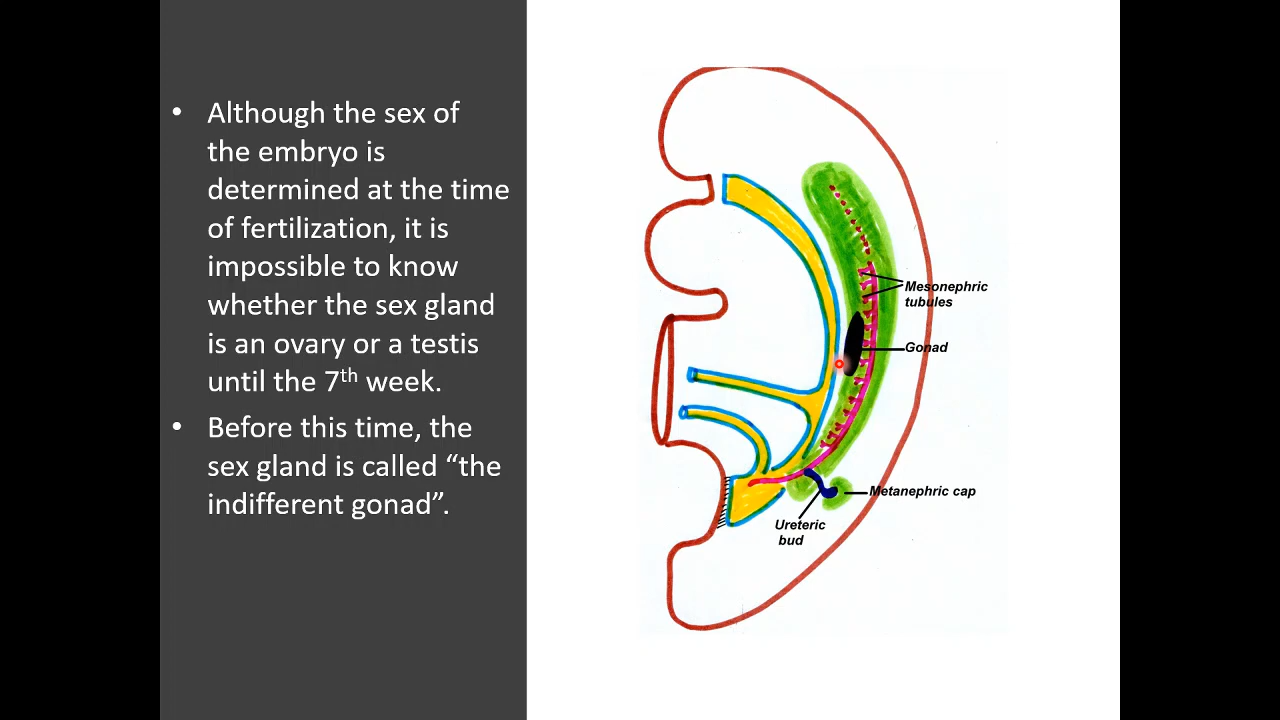 • Although the sex of
the embryo is
determined at the time
of fertilization, it is
impossible to know
whether the sex gland
is an ovary or a testis
until the 7th week.
• Before this time, the
sex gland is called “the
indifferent gonad”.
Mesonephric
tubules
Gonad
Metanephric cap
Ureteric
bud